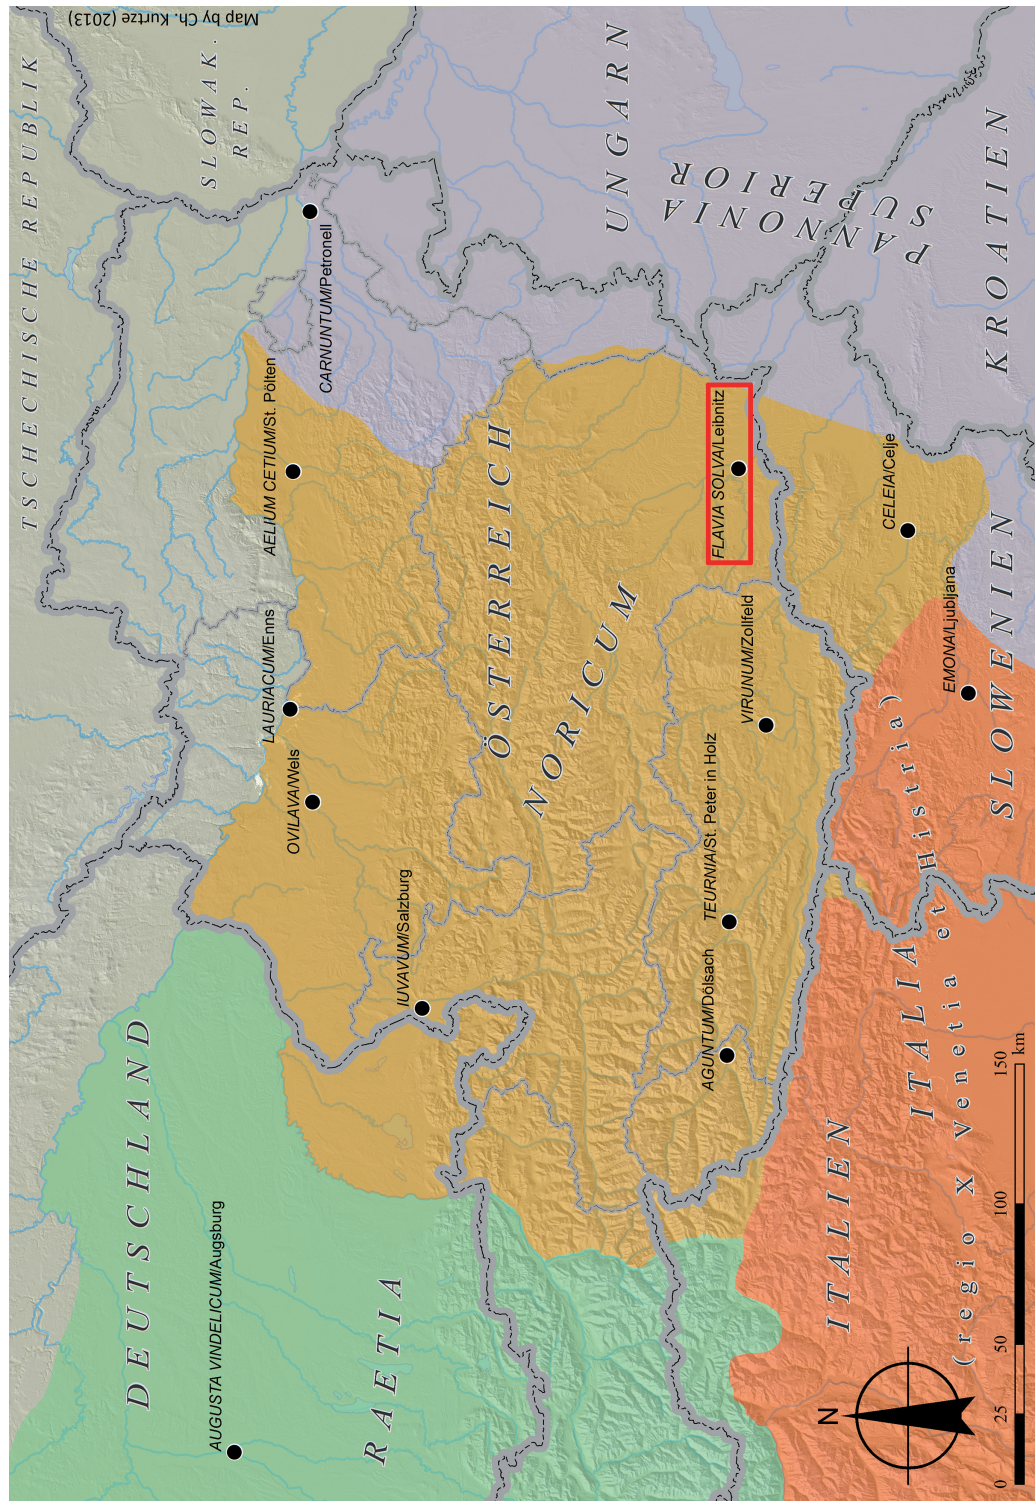 TSCHECHISCHE REPUBLIK
SLOWAK.
REP.
DEUTSCHLAND
AUGUSTA VINDELICUM/Augsburg
RAETIA
AELIUM CETIUM/St. Pölten
CARNUNTUM/Petronell
LAURIACUM/Enns
OVILAVA/Wels
IUVAVUM/Salzburg
ÖSTERREICH
NORICUM
UNGARN
PANNONIA
SUPERIOR
FLAVIA SOLVA/Leibnitz
VIRUNUM/Zollfeld
TEURNIA/St. Peter in Holz
AGUNTUM/Dölsach
CELEIA/Celje
EMONA/Ljubljana
KROATIEN
SLOWENIEN
ITALIEN
ITALIA
ITALIA
(regio X Venetia et Histria)
N
0 25 50 100 150
km
Map by Ch. Kurtze (2013)